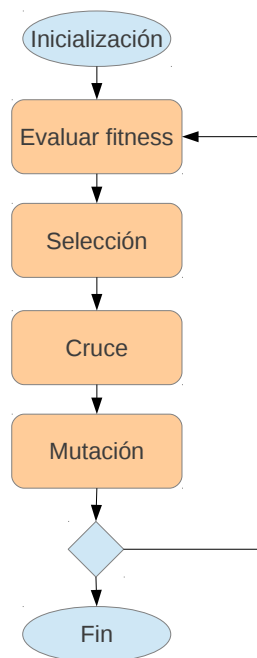 Inicialización
Evaluar fitness
Selección
Cruce
Mutación
Fin